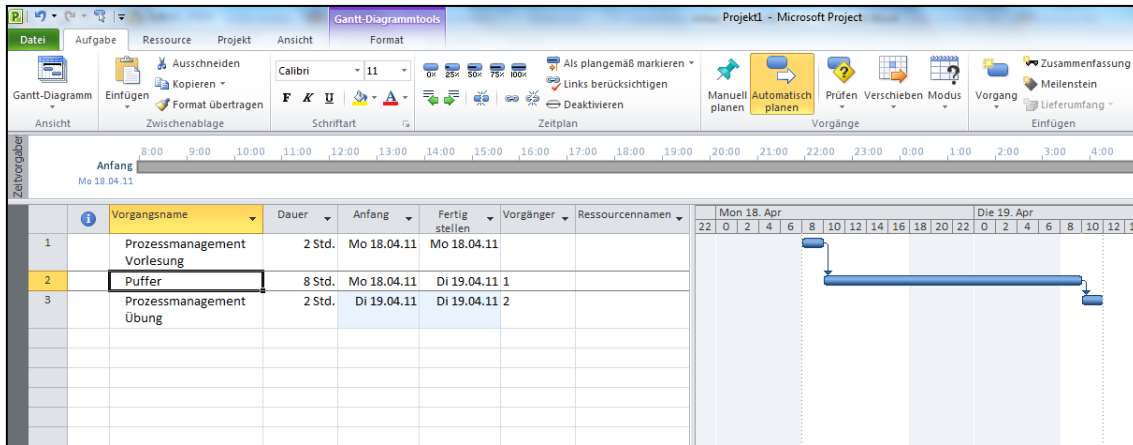 Gantt-Diagrammtools
Projekt1 - Microsoft Project
Datei Aufgabe Ressource Projekt Ansicht Format
Gantt-Diagramm
Ansicht
Einfügen
Ausschneiden
Kopieren
Format übertragen
Zwischenablage
Calibri 11
F K U A
Schriftart
0% 25% 50% 75% 100%
Als plangemäß markieren
Links berücksichtigen
Deaktivieren
Zeitplan
Manuell planen
Automatisch planen
Prüfen Verschieben Modus
Vorgänge
Vorgang
Zusammenfassung
Meilenstein
Lieferumfang
Einfügen
Zeitvorgaber
8:00 9:00 10:00 11:00 12:00 13:00 14:00 15:00 16:00 17:00 18:00 19:00 20:00 21:00 22:00 23:00 0:00 1:00 2:00 3:00 4:00
Anfang
Mo 18.04.11
Vorgangsname Dauer Anfang Fertig stellen Vorgänger Ressourcennamen
Mon 18. Apr Die 19. Apr
22 0 2 4 6 8 10 12 14 16 18 20 22 0 2 4 6 8 10 12
1 Prozessmanagement Vorlesung 2 Std. Mo 18.04.11 Mo 18.04.11
2 Puffer 8 Std. Mo 18.04.11 Di 19.04.11 1
3 Prozessmanagement Übung 2 Std. Di 19.04.11 Di 19.04.11 2